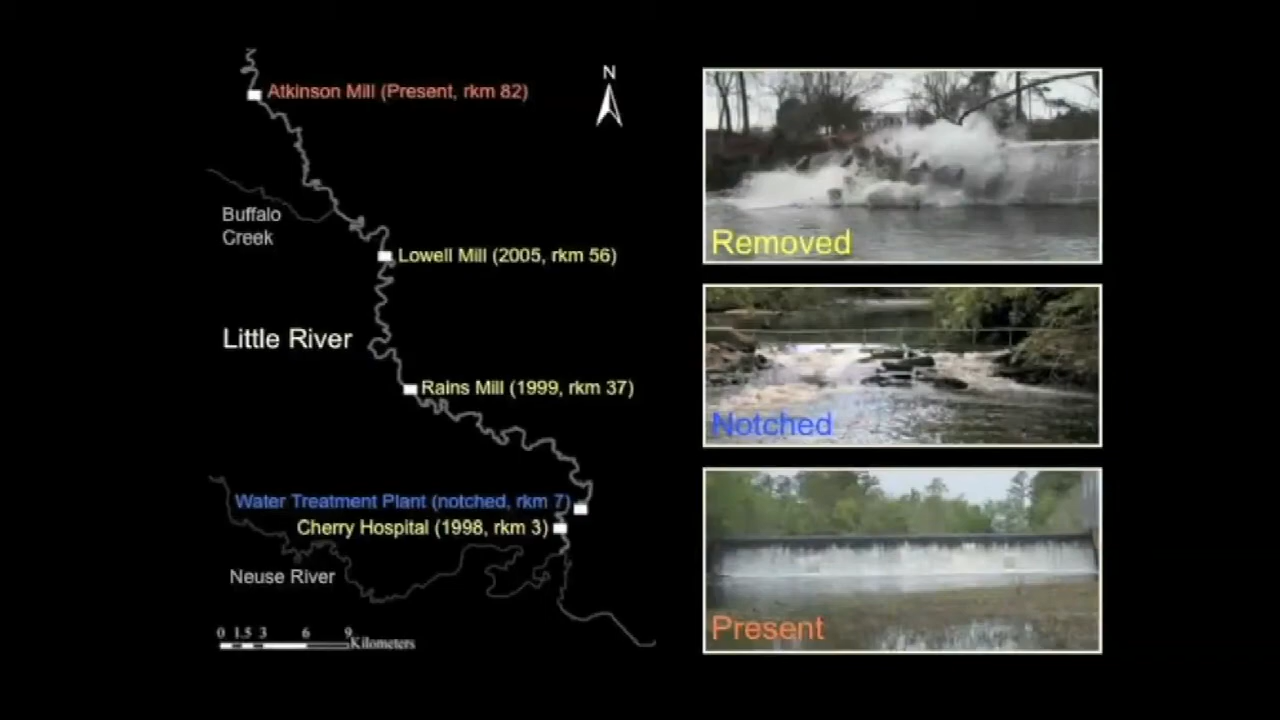 N
Atkinson Mill (Present, rkm 82)
Buffalo
Creek
Lowell Mill (2005, rkm 56)
Little River
Rains Mill (1999, rkm 37)
Water Treatment Plant (notched, rkm 7)
Cherry Hospital (1998, rkm 3)
Neuse River
0 1.5 3 6 9
Kilometers
Removed
Notched
Present